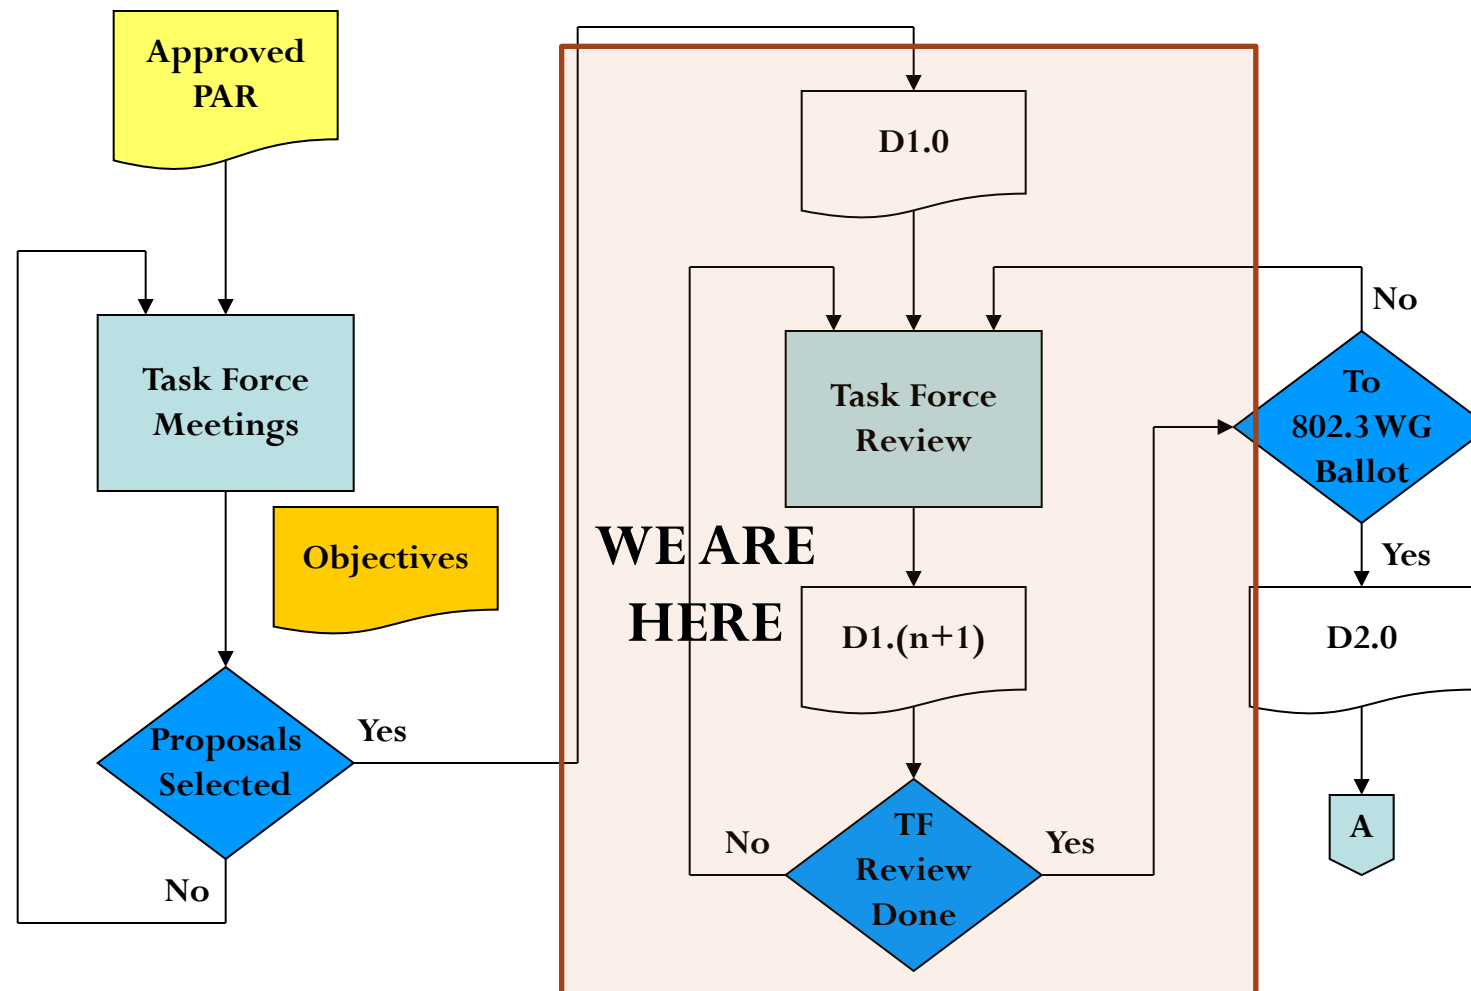 Approved
PAR
Task Force
Meetings
Objectives
Proposals
Selected
Yes
No
D1.0
Task Force
Review
WE ARE
HERE
D1.(n+1)
TF
Review
Done
No
Yes
To
802.3 WG
Ballot
No
Yes
D2.0
A